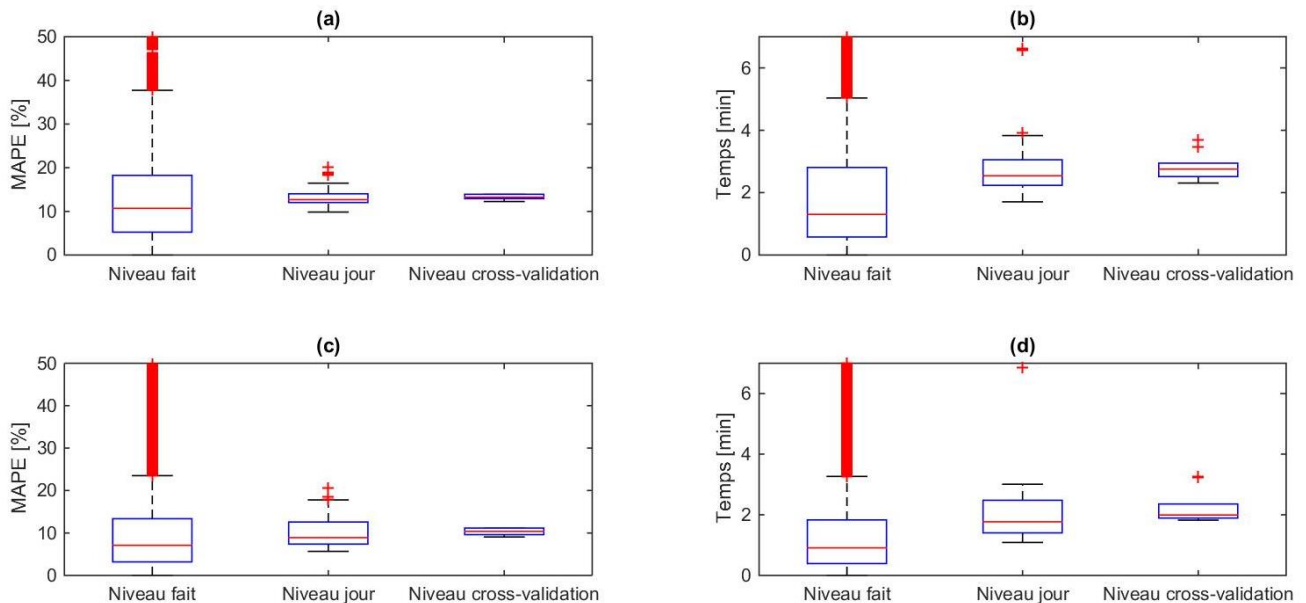 (a)
MAPE [%]
50
40
30
20
10
0
Niveau fait
Niveau jour
Niveau cross-validation
(b)
Temps [min]
6
4
2
0
Niveau fait
Niveau jour
Niveau cross-validation
(c)
MAPE [%]
50
40
30
20
10
0
Niveau fait
Niveau jour
Niveau cross-validation
(d)
Temps [min]
6
4
2
0
Niveau fait
Niveau jour
Niveau cross-validation